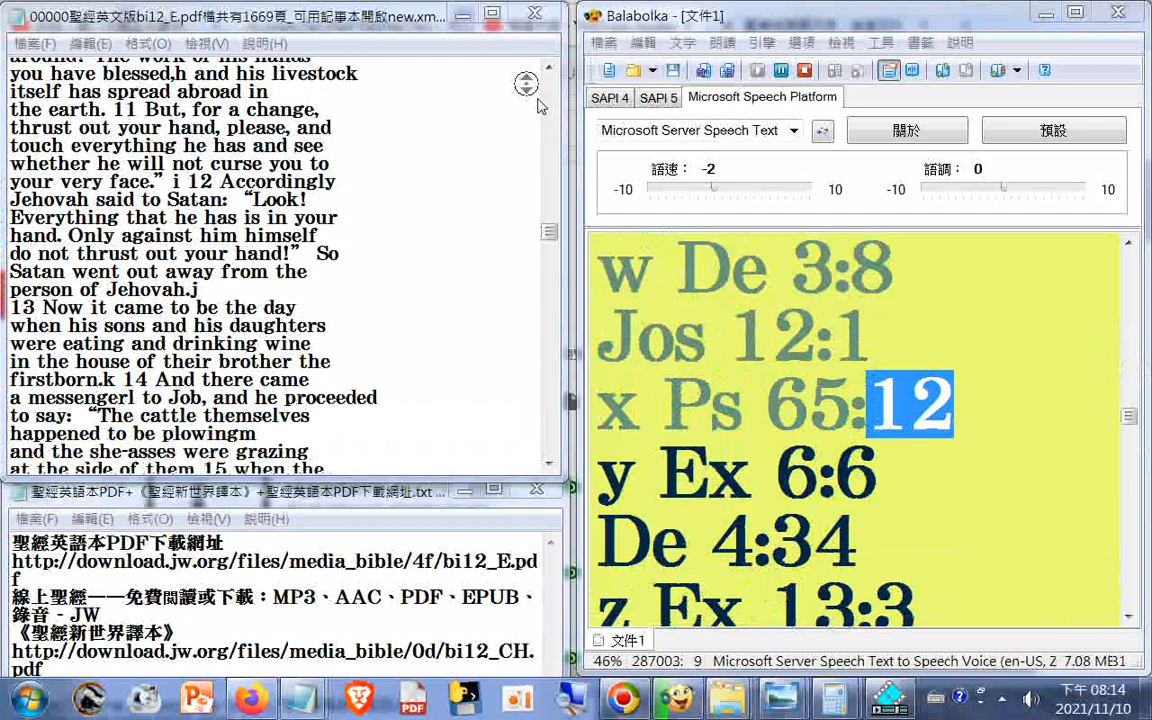 00000聖經英文版bi12_E.pdf檔共有1669頁_可用記事本開啟new.xm...
檔案(F) 編輯(E) 格式(O) 檢視(V) 說明(H)
around? The work of his hands
you have blessed,h and his livestock
itself has spread abroad in
the earth. 11 But, for a change,
thrust out your hand, please, and
touch everything he has and see
whether he will not curse you to
your very face.” i 12 Accordingly
Jehovah said to Satan: “Look!
Everything that he has is in your
hand. Only against him himself
do not thrust out your hand!” So
Satan went out away from the
person of Jehovah.j
13 Now it came to be the day
when his sons and his daughters
were eating and drinking wine
in the house of their brother the
firstborn.k 14 And there came
a messengerl to Job, and he proceeded
to say: “The cattle themselves
happened to be plowingm
and the she-asses were grazing
at the side of them 15 when the
聖經英語本PDF+《聖經新世界譯本》+聖經英語本PDF下載網址.txt ...
檔案(F) 編輯(E) 格式(O) 檢視(V) 說明(H)
聖經英語本PDF下載網址
http://download.jw.org/files/media_bible/4f/bi12_E.pd
f
線上聖經——免費閱讀或下載：MP3、AAC、PDF、EPUB、
錄音 - JW
《聖經新世界譯本》
http://download.jw.org/files/media_bible/0d/bi12_CH.
pdf
Balabolka - [文件1]
檔案 編輯 文字 朗讀 引擎 選項 檢視 工具 書籤 說明
SAPI 4 SAPI 5 Microsoft Speech Platform
Microsoft Server Speech Text 關於 預設
語速： -2 語調： 0
-10 10 -10 10
w De 3:8
Jos 12:1
x Ps 65:12
y Ex 6:6
De 4:34
z Ex 13:3
文件1
46% 287003: 9 Microsoft Server Speech Text to Speech Voice (en-US, Z 7.08 MB1
下午 08:14
2021/11/10